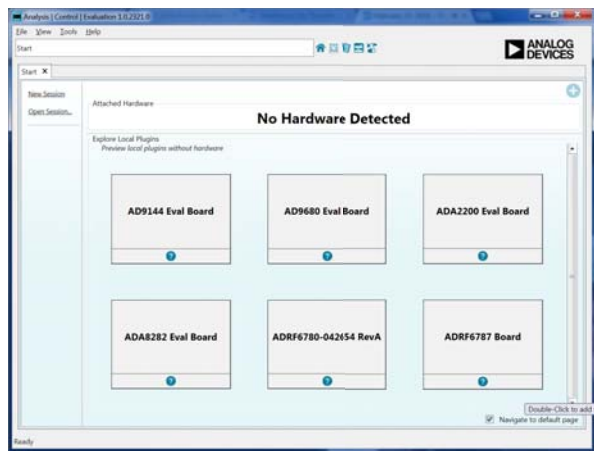 Analysis | Control | Evaluation 1.0.2321.0
File View Tools Help
Start
ANALOG
DEVICES
Start X
New Session
Open Session...
Attached Hardware
No Hardware Detected
Explore Local Plugins
Preview local plugins without hardware
AD9144 Eval Board
AD9680 Eval Board
ADA2200 Eval Board
?
?
?
ADA8282 Eval Board
ADRF6780-042654 RevA
ADRF6787 Board
?
?
?
Double-Click to add
Navigate to default page
Ready